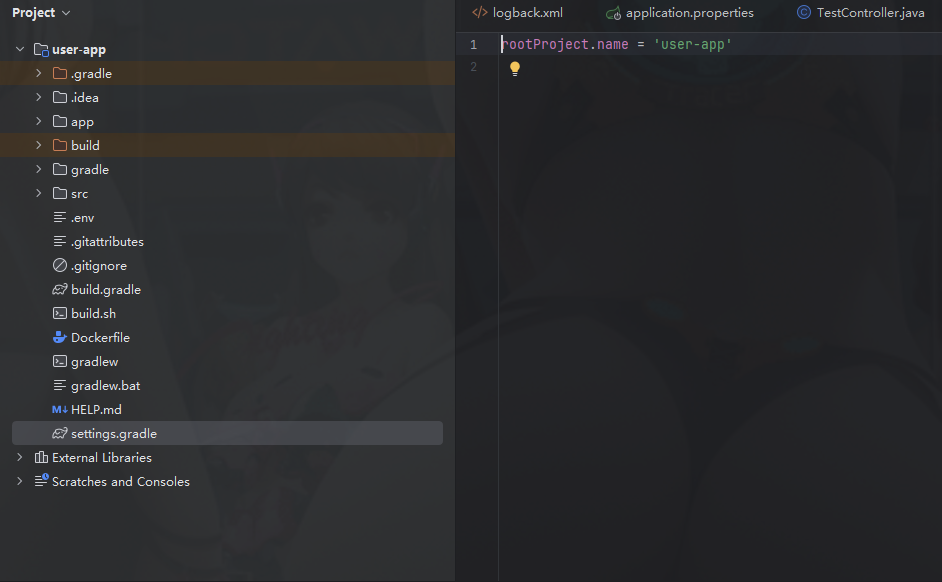 Project
user-app
.gradle
.idea
app
build
gradle
src
.env
.gitattributes
.gitignore
build.gradle
build.sh
Dockerfile
gradlew
gradlew.bat
M↓ HELP.md
settings.gradle
External Libraries
Scratches and Consoles
</> logback.xml application.properties C TestController.java
1 rootProject.name = 'user-app'
2